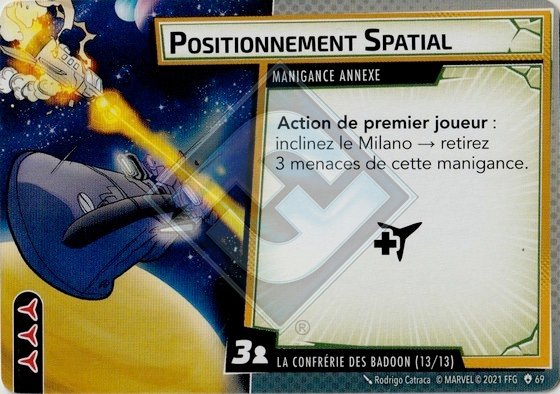 Positionnement Spatial
MANIGANCE ANNEXE
Action de premier joueur :
inclinez le Milano → retirez
3 menaces de cette manigance.
®
3
LA CONFRÉRIE DES BADOON (13/13)
Rodrigo Catraca © MARVEL © 2021 FFG 69